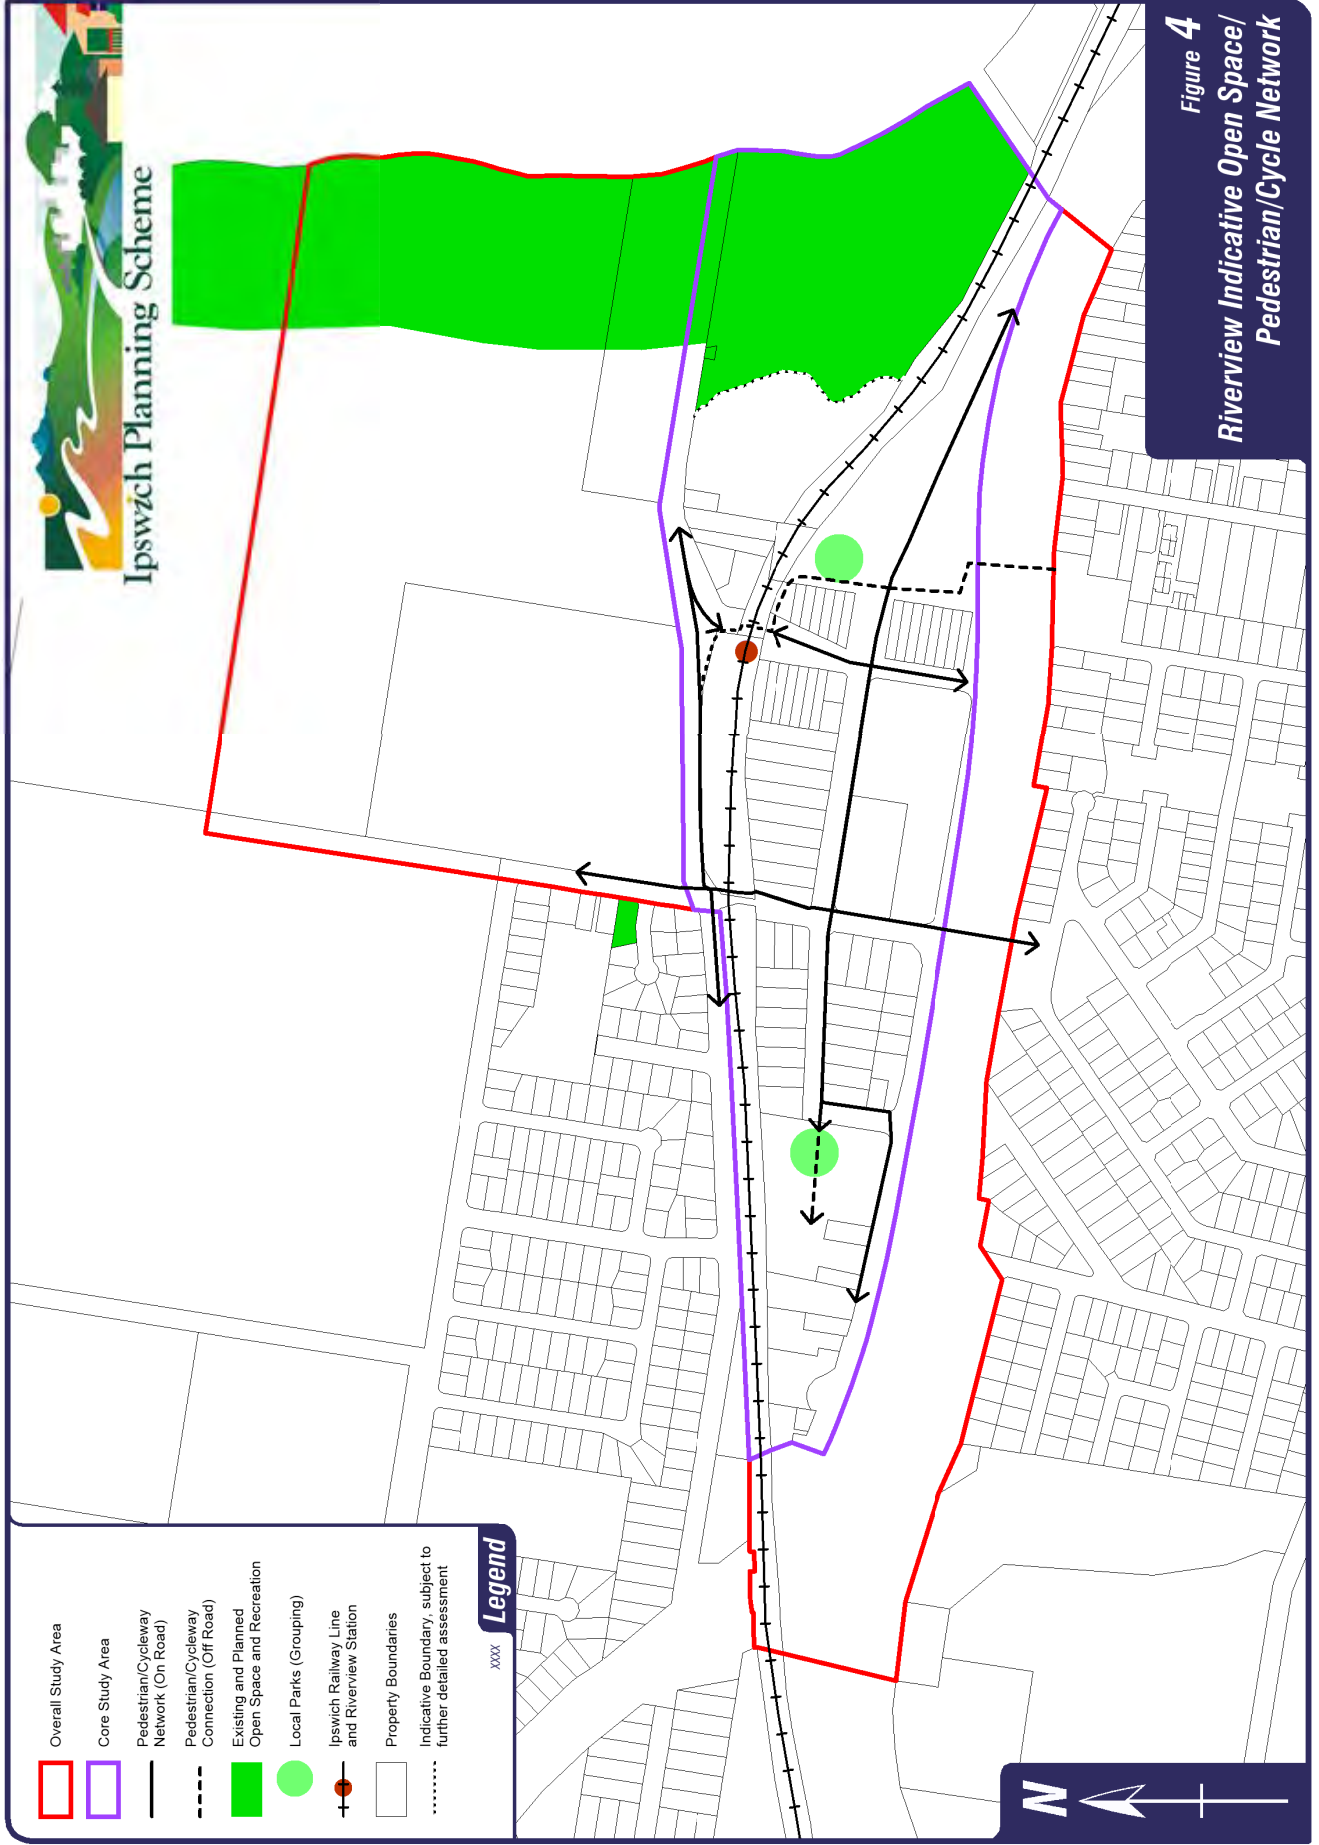 Ipswich Planning Scheme
Figure 4
Riverview Indicative Open Space/
Pedestrian/Cycle Network
Legend
xxxx
Overall Study Area
Core Study Area
Pedestrian/Cycleway
Network (On Road)
Pedestrian/Cycleway
Connection (Off Road)
Existing and Planned
Open Space and Recreation
Local Parks (Grouping)
Ipswich Railway Line
and Riverview Station
Property Boundaries
Indicative Boundary, subject to
further detailed assessment
N